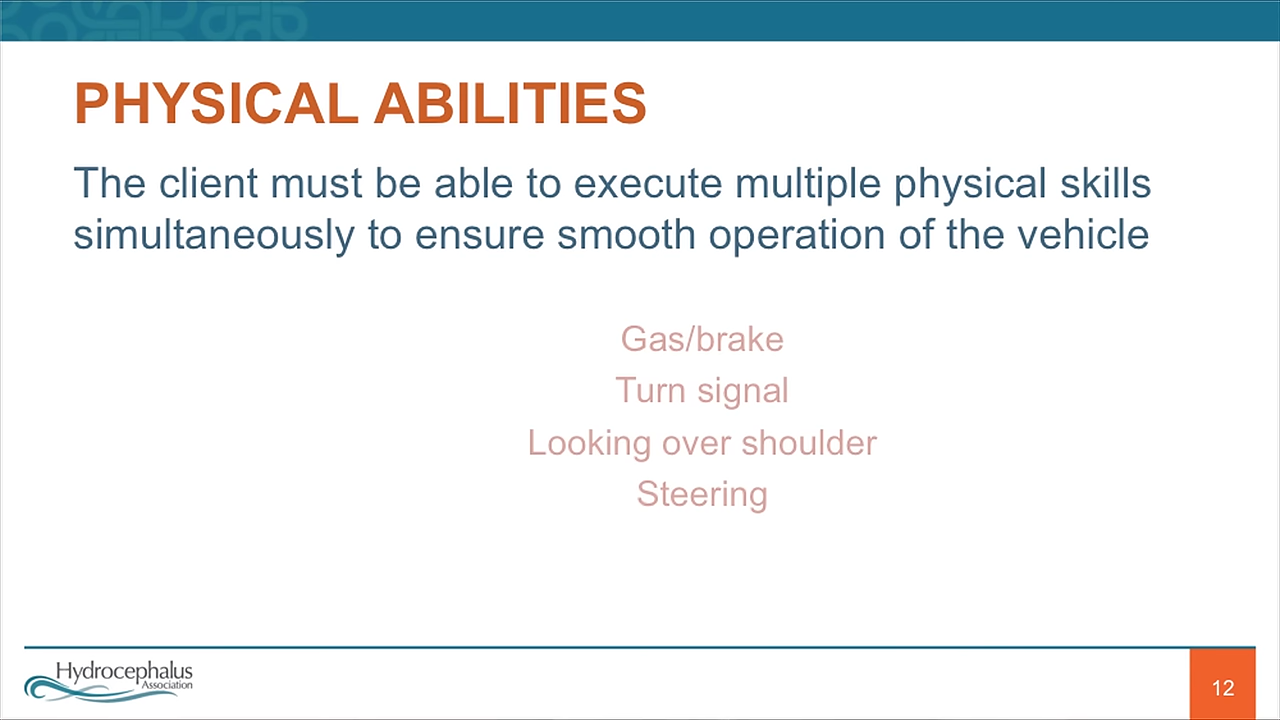 PHYSICAL ABILITIES
The client must be able to execute multiple physical skills
simultaneously to ensure smooth operation of the vehicle
Gas/brake
Turn signal
Looking over shoulder
Steering
Hydrocephalus
Association
12